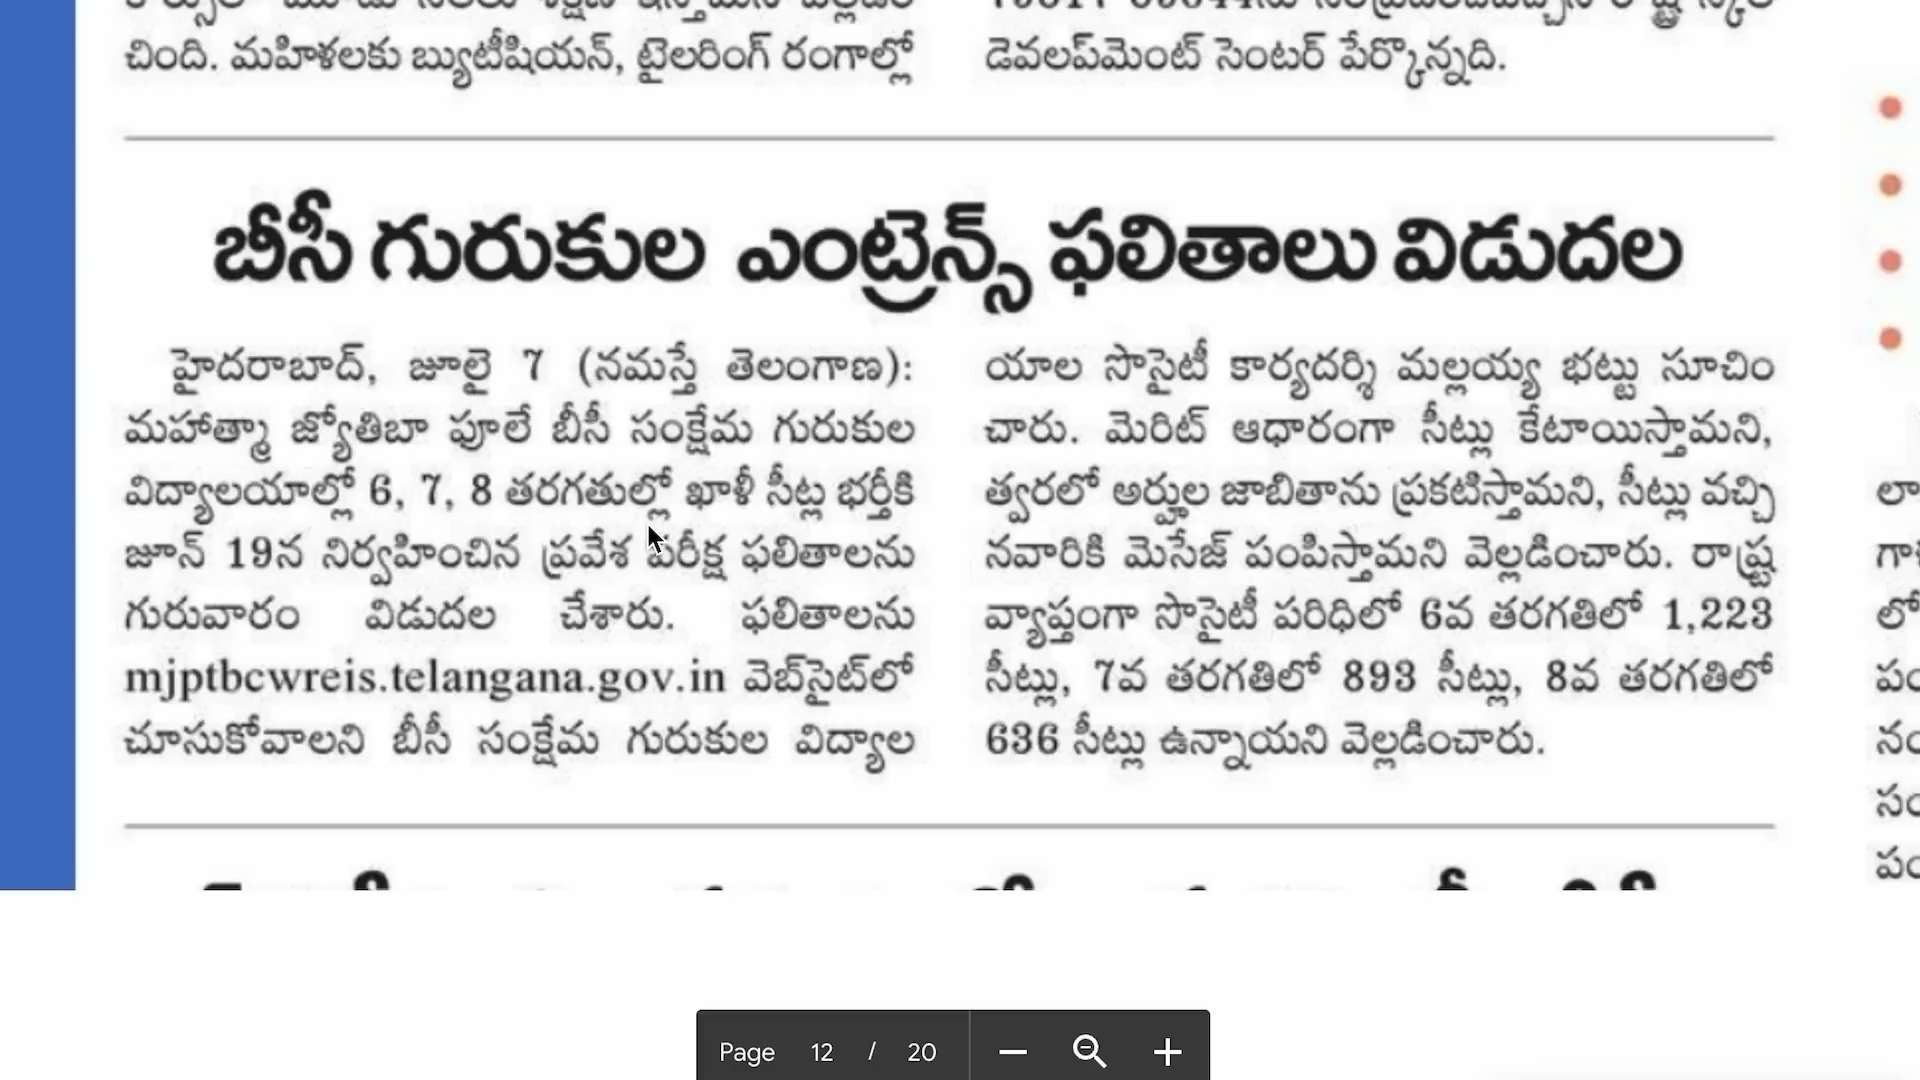 చింది. మహిళలకు బ్యుటీషియన్, టైలరింగ్ రంగాల్లో
డెవలప్‌మెంట్ సెంటర్ పేర్కొన్నది.
బీసీ గురుకుల ఎంట్రెన్స్ ఫలితాలు విడుదల
హైదరాబాద్, జూలై 7 (నమస్తే తెలంగాణ):
మహాత్మా జ్యోతిబా ఫూలే బీసీ సంక్షేమ గురుకుల
విద్యాలయాల్లో 6, 7, 8 తరగతుల్లో ఖాళీ సీట్ల భర్తీకి
జూన్ 19న నిర్వహించిన ప్రవేశ పరీక్ష ఫలితాలను
గురువారం విడుదల చేశారు. ఫలితాలను
mjptbcwreis.telangana.gov.in వెబ్‌సైట్‌లో
చూసుకోవాలని బీసీ సంక్షేమ గురుకుల విద్యాల
యాల సొసైటీ కార్యదర్శి మల్లయ్య భట్టు సూచిం
చారు. మెరిట్ ఆధారంగా సీట్లు కేటాయిస్తామని,
త్వరలో అర్హుల జాబితాను ప్రకటిస్తామని, సీట్లు వచ్చి
నవారికి మెసేజ్ పంపిస్తామని వెల్లడించారు. రాష్ట్ర
వ్యాప్తంగా సొసైటీ పరిధిలో 6వ తరగతిలో 1,223
సీట్లు, 7వ తరగతిలో 893 సీట్లు, 8వ తరగతిలో
636 సీట్లు ఉన్నాయని వెల్లడించారు.
Page 12 / 20